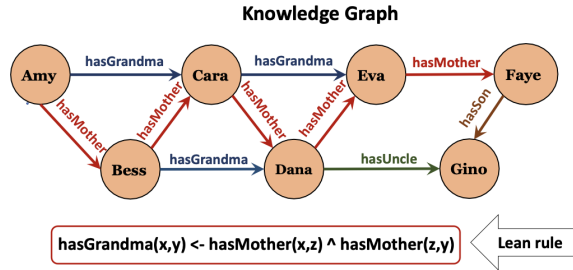 Knowledge Graph
hasGrandma
hasGrandma
Amy
Cara
Eva
hasMother
Faye
hasMother
hasMother
hasMother
hasMother
hasSon
Bess
hasGrandma
Dana
hasUncle
Gino
hasGrandma(x,y) <- hasMother(x,z) ^ hasMother(z,y)
Lean rule